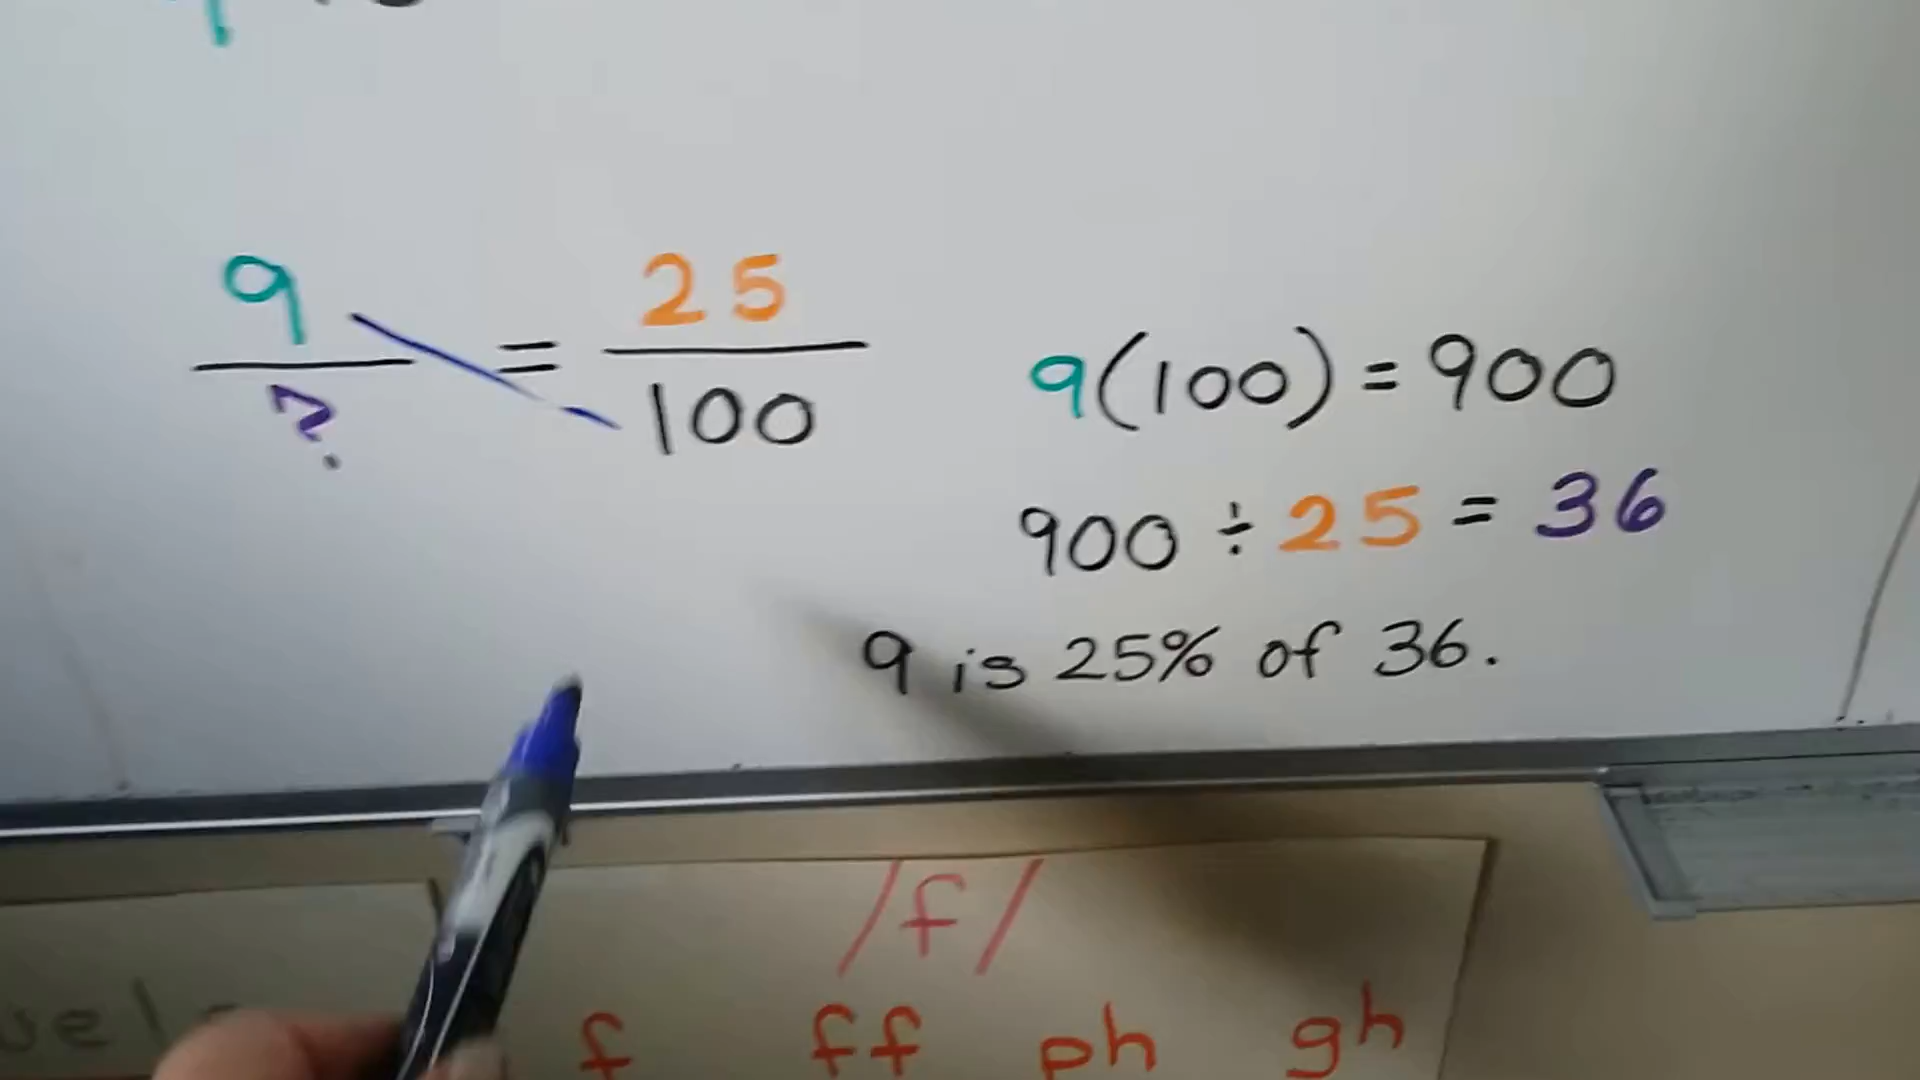 9 = 25
? 100
9(100) = 900
900 ÷ 25 = 36
9 is 25% of 36.
/f/
f ff ph gh